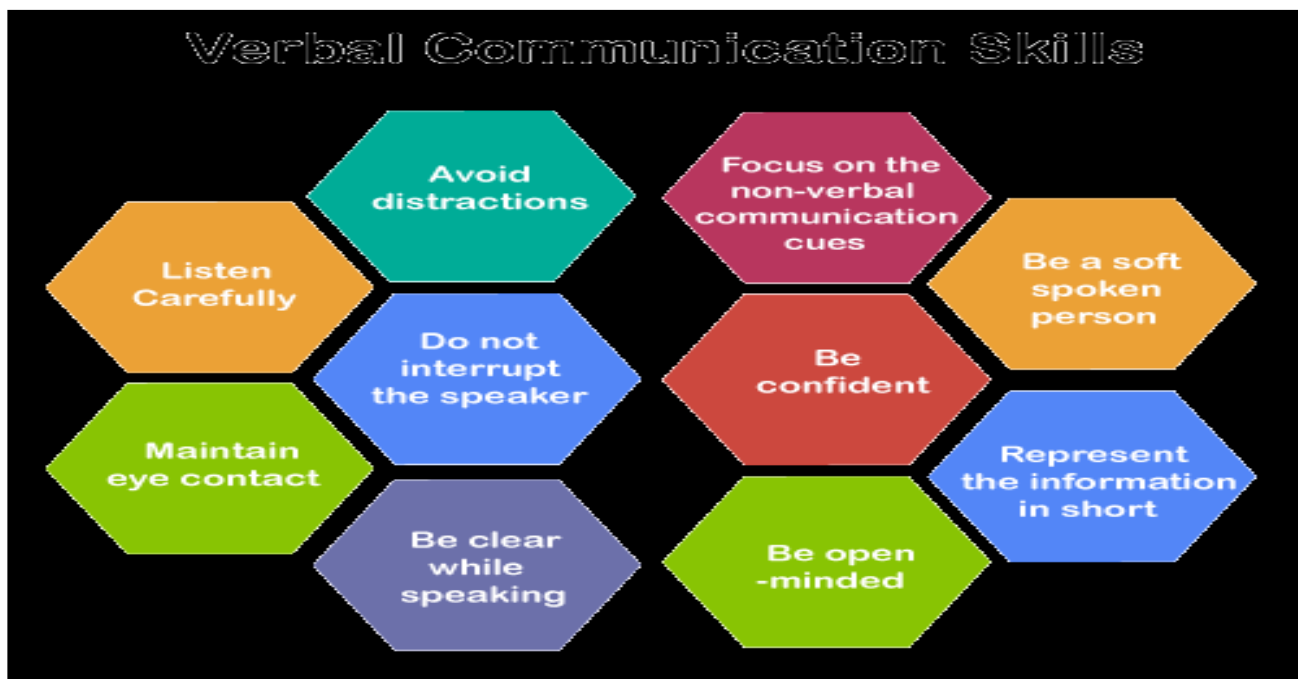 Verbal Communication Skills
Avoid
distractions
Focus on the
non-verbal
communication
cues
Listen
Carefully
Be a soft
spoken
person
Do not
interrupt
the speaker
Be
confident
Maintain
eye contact
Represent
the information
in short
Be clear
while
speaking
Be open
-minded